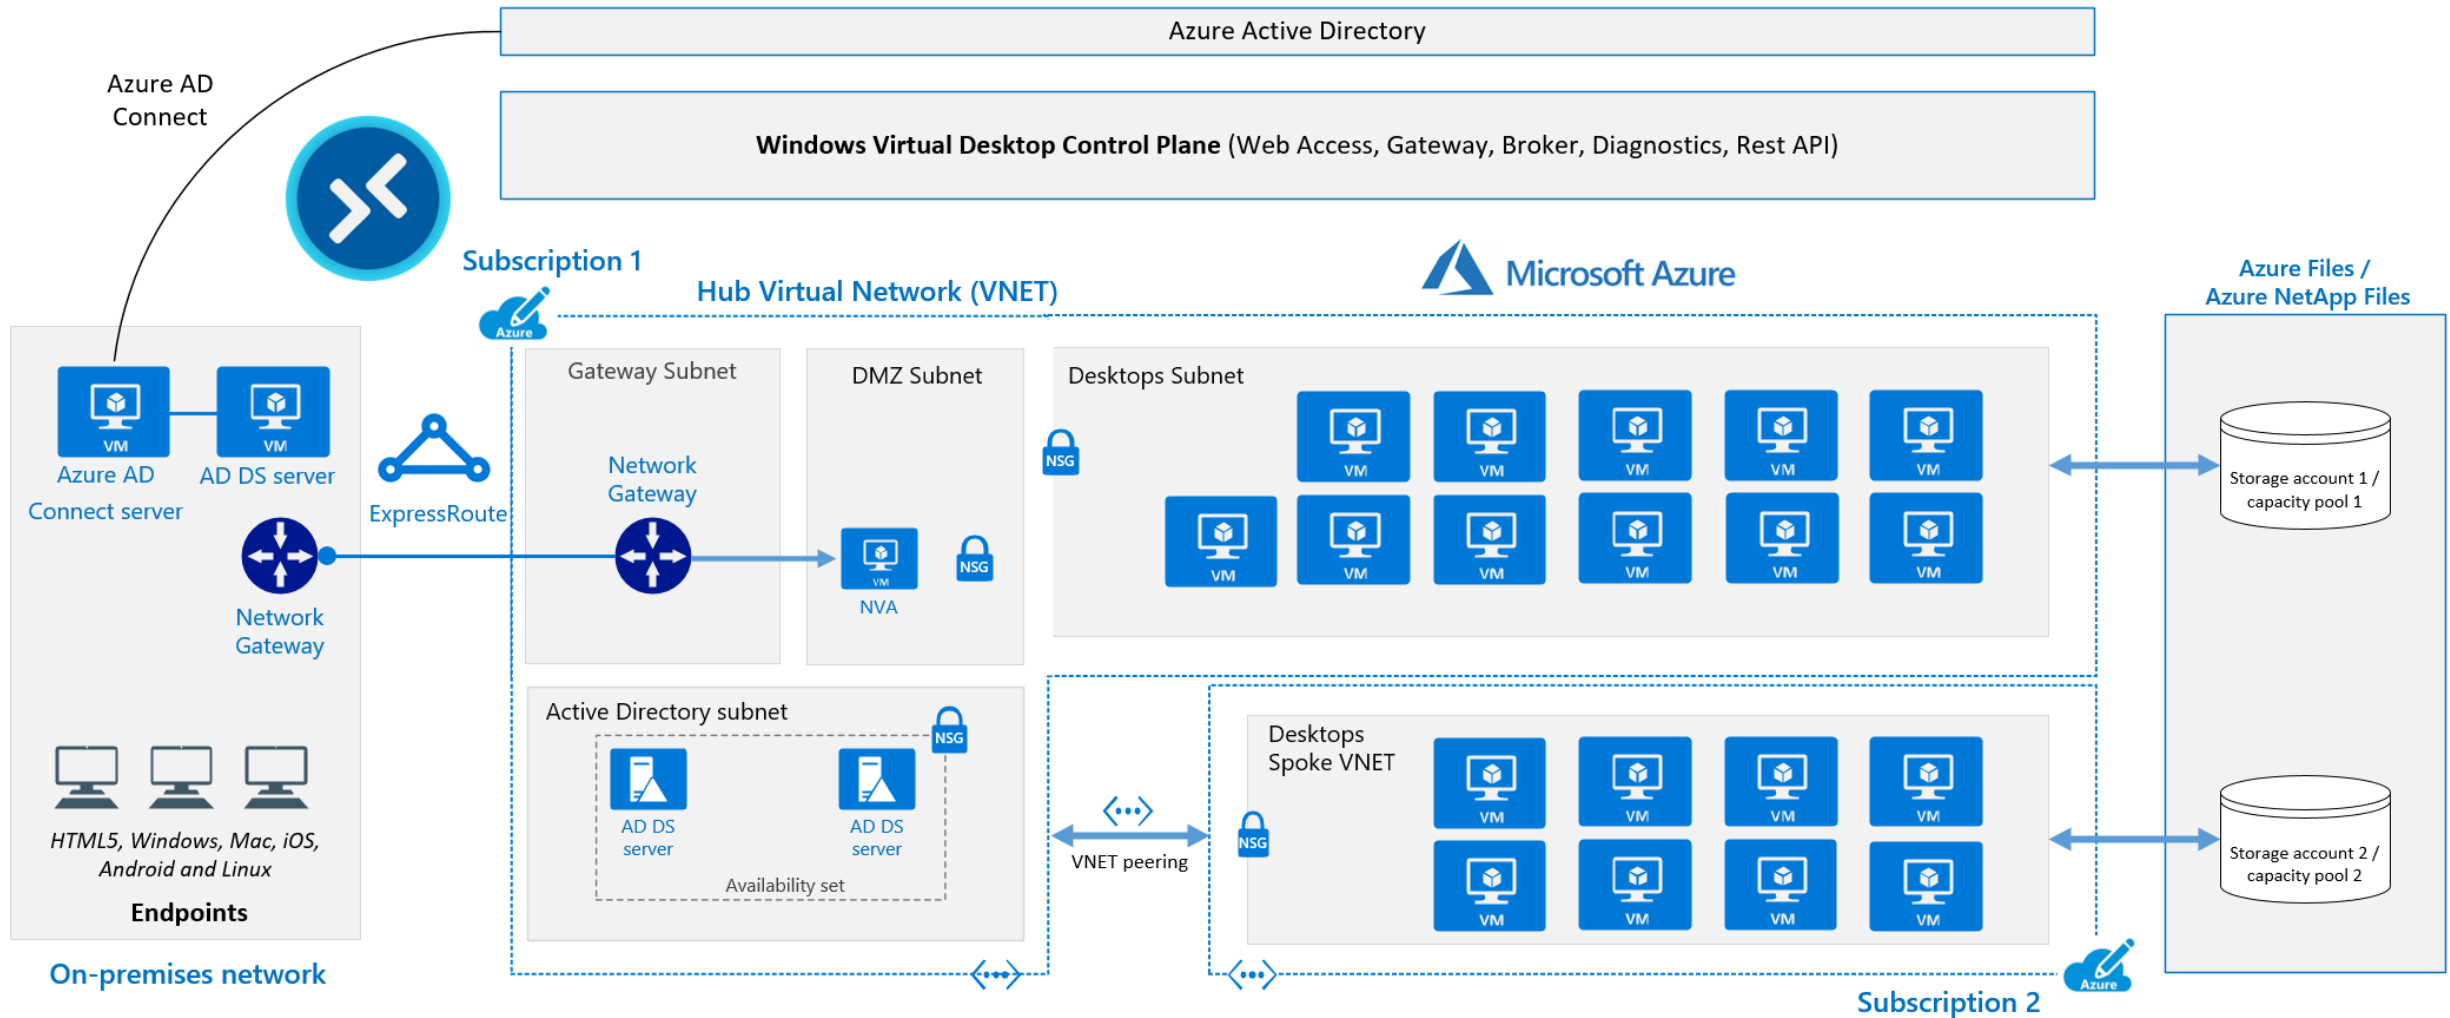 Azure Active Directory
Azure AD
Connect
Windows Virtual Desktop Control Plane (Web Access, Gateway, Broker, Diagnostics, Rest API)
Subscription 1
Azure
Hub Virtual Network (VNET)
Microsoft Azure
Azure Files /
Azure NetApp Files
VM
VM
Azure AD
Connect server
AD DS server
ExpressRoute
Network
Gateway
HTML5, Windows, Mac, iOS,
Android and Linux
Endpoints
On-premises network
Gateway Subnet
Network
Gateway
DMZ Subnet
VM
NVA
NSG
Desktops Subnet
NSG
VM
VM
VM
VM
VM
VM
VM
VM
VM
VM
VM
Storage account 1 /
capacity pool 1
Active Directory subnet
NSG
AD DS
server
AD DS
server
Availability set
VNET peering
Desktops
Spoke VNET
NSG
VM
VM
VM
VM
VM
VM
VM
VM
Storage account 2 /
capacity pool 2
Azure
Subscription 2